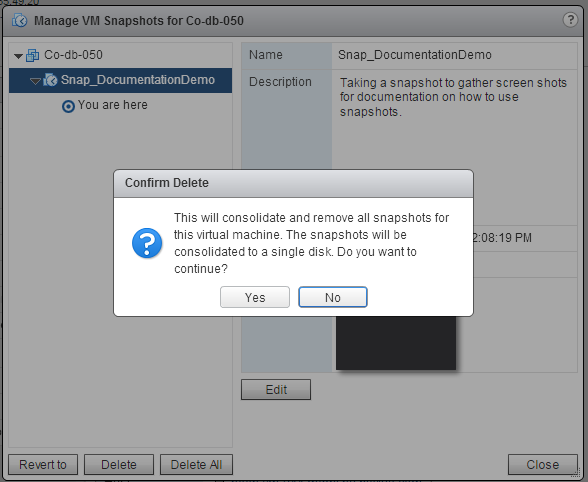 Manage VM Snapshots for Co-db-050
?
Co-db-050
Snap_DocumentationDemo
You are here
Name
Snap_DocumentationDemo
Description
Taking a snapshot to gather screen shots
for documentation on how to use
snapshots.
2:08:19 PM
Confirm Delete
This will consolidate and remove all snapshots for
this virtual machine. The snapshots will be
consolidated to a single disk. Do you want to
continue?
Yes
No
Edit
Revert to
Delete
Delete All
Close